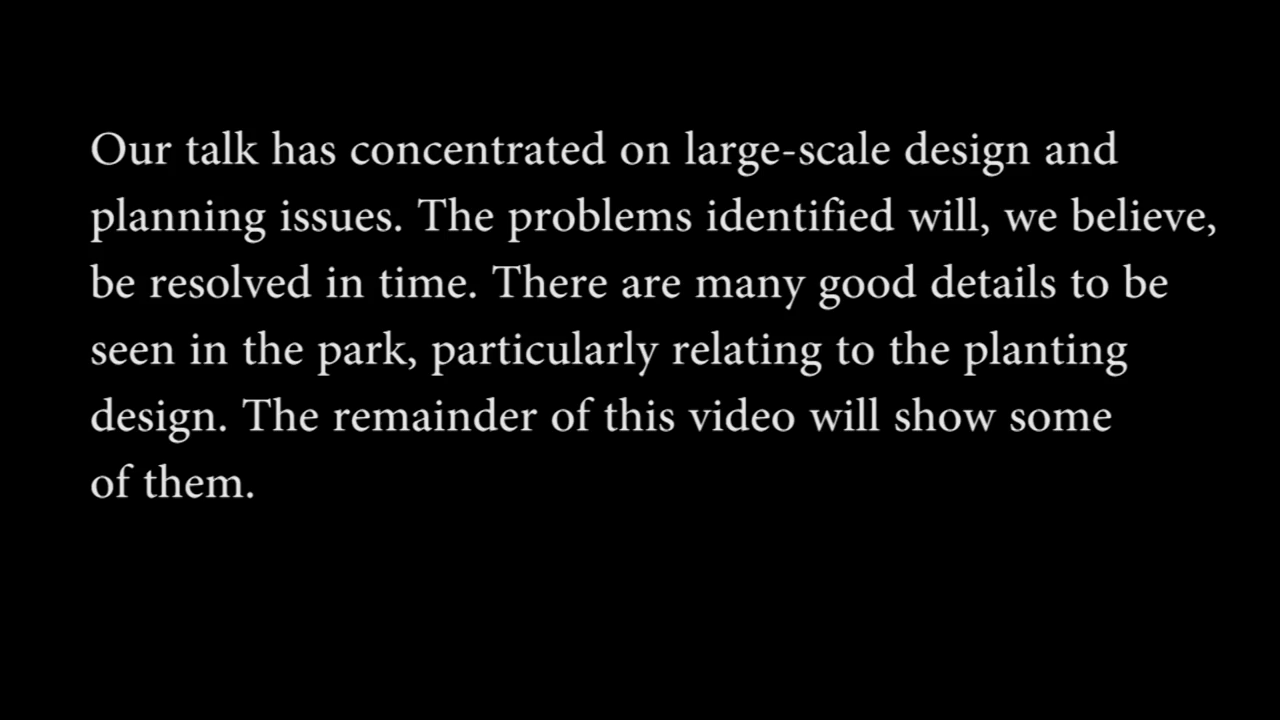 Our talk has concentrated on large-scale design and
planning issues. The problems identified will, we believe,
be resolved in time. There are many good details to be
seen in the park, particularly relating to the planting
design. The remainder of this video will show some
of them.